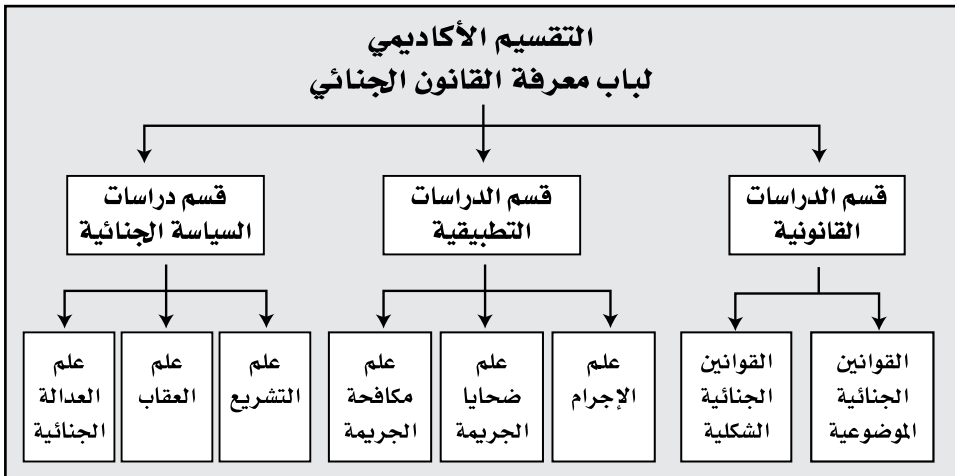 التقسيم الأكاديمي
لباب معرفة القانون الجنائي
قسم الدراسات
القانونية
قسم الدراسات
التطبيقية
قسم دراسات
السياسة الجنائية
القوانين
الجنائية
الموضوعية
القوانين
الجنائية
الشكلية
علم
الإجرام
علم
ضحايا
الجريمة
علم
مكافحة
الجريمة
علم
التشريع
علم
العقاب
علم
العدالة
الجنائية